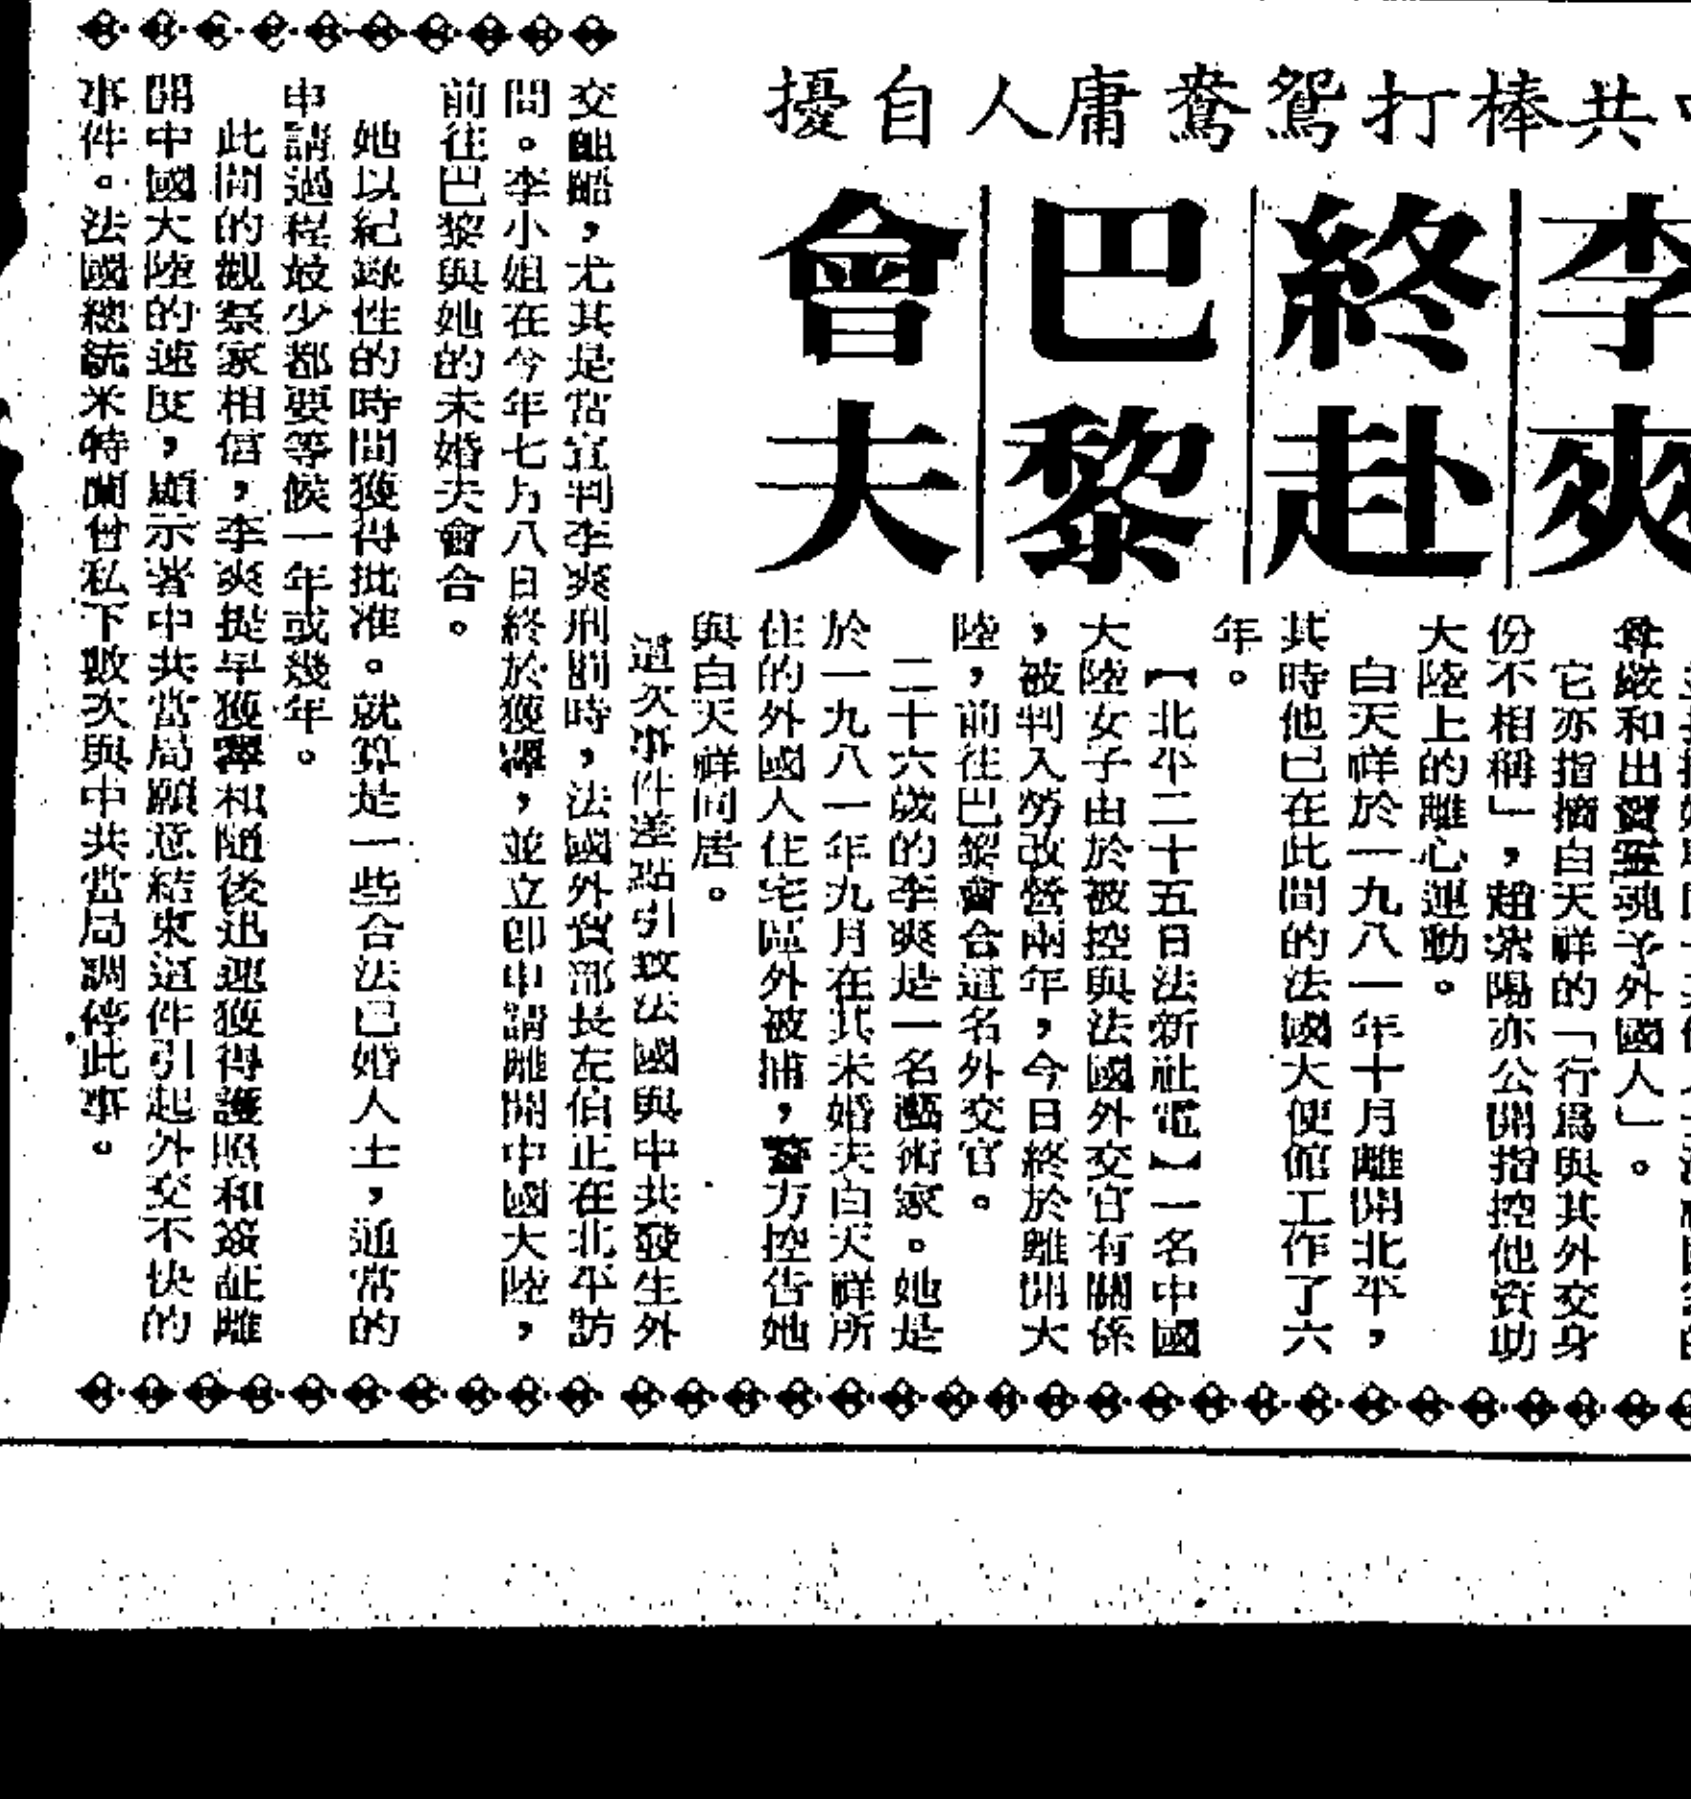 共棒打鴛鴦庸人自擾
李爽
終赴
巴黎
會夫
尊嚴和出賣靈魂予外國人」。
它亦指摘白天祥的「行爲與其外交身
份不相稱」，趙紫陽亦公開指控他資助
大陸上的離心運動。
白天祥於一九八一年十月離開北平，
其時他已在此間的法國大使館工作了六
年。
【北平二十五日法新社電】一名中國
大陸女子由於被控與法國外交官有關係
，被判入勞改營兩年，今日終於離開大
陸，前往巴黎會合這名外交官。
二十六歲的李爽是一名藝術家。她是
於一九八一年九月在其未婚夫白天祥所
住的外國人住宅區外被捕，警方控告她
與白天祥同居。
這次事件差點引致法國與中共發生外
交齟齬，尤其是當宣判李爽刑罰時，法國外貿部長左伯正在北平訪
問。李小姐在今年七月八日終於獲釋，並立卽申請離開中國大陸，
前往巴黎與她的未婚夫會合。
她以紀錄性的時間獲得批准。就算是一些合法已婚人士，通常的
申請過程最少都要等候一年或幾年。
此間的觀察家相信，李爽提早獲釋和隨後迅速獲得護照和簽証離
開中國大陸的速度，顯示著中共當局願意結束這件引起外交不快的
事件。法國總統米特蘭曾私下數次與中共當局調停此事。